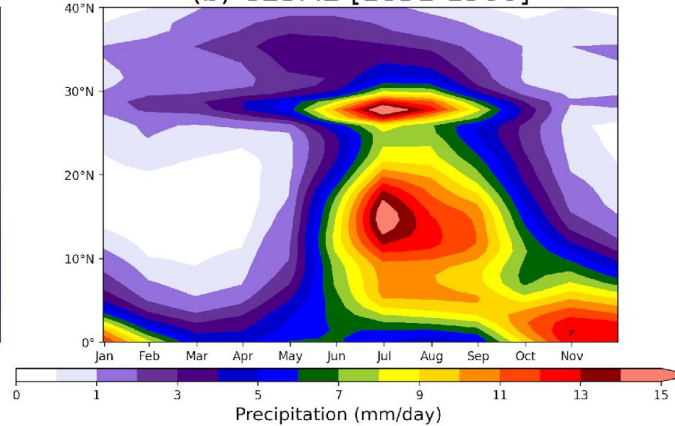 40°N
30°N
20°N
10°N
0°
Jan Feb Mar Apr May Jun Jul Aug Sep Oct Nov
0 1 3 5 7 9 11 13 15
Precipitation (mm/day)